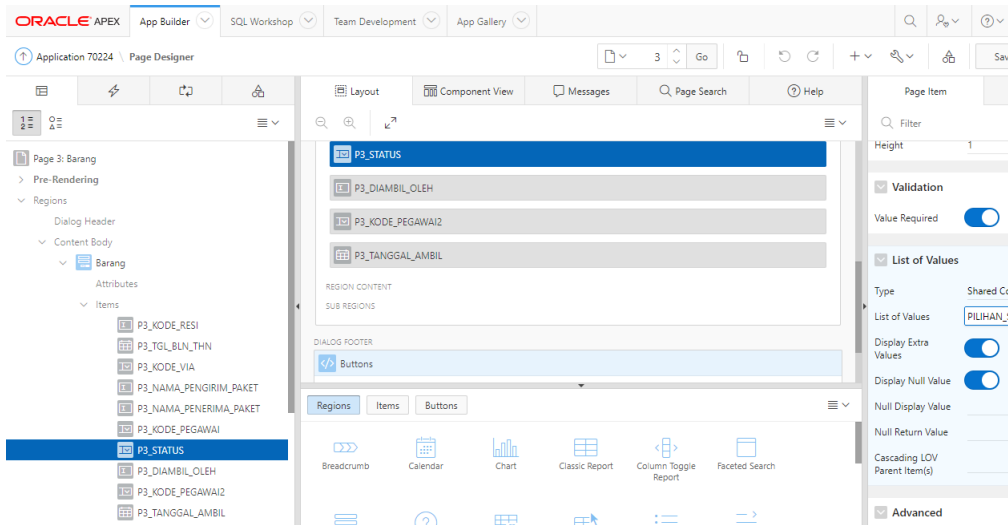 ORACLE APEX App Builder SQL Workshop Team Development App Gallery
Application 70224 \ Page Designer 3 Go
Layout Component View Messages Page Search Help Page Item
Filter
Page 3: Barang
Pre-Rendering
Regions
Dialog Header
Content Body
Barang
Attributes
Items
P3_KODE_RESI
P3_TGL_BLN_THN
P3_KODE_VIA
P3_NAMA_PENGIRIM_PAKET
P3_NAMA_PENERIMA_PAKET
P3_KODE_PEGAWAI
P3_STATUS
P3_DIAMBIL_OLEH
P3_KODE_PEGAWAI2
P3_TANGGAL_AMBIL
P3_STATUS
P3_DIAMBIL_OLEH
P3_KODE_PEGAWAI2
P3_TANGGAL_AMBIL
REGION CONTENT
SUB REGIONS
DIALOG FOOTER
Buttons
Regions Items Buttons
Breadcrumb Calendar Chart Classic Report Column Toggle Faceted Search
Report
Height 1
Validation
Value Required
List of Values
Type Shared
List of Values
Display Extra
Values
Display Null Value
Null Display Value
Null Return Value
Cascading LOV
Parent Item(s)
Advanced